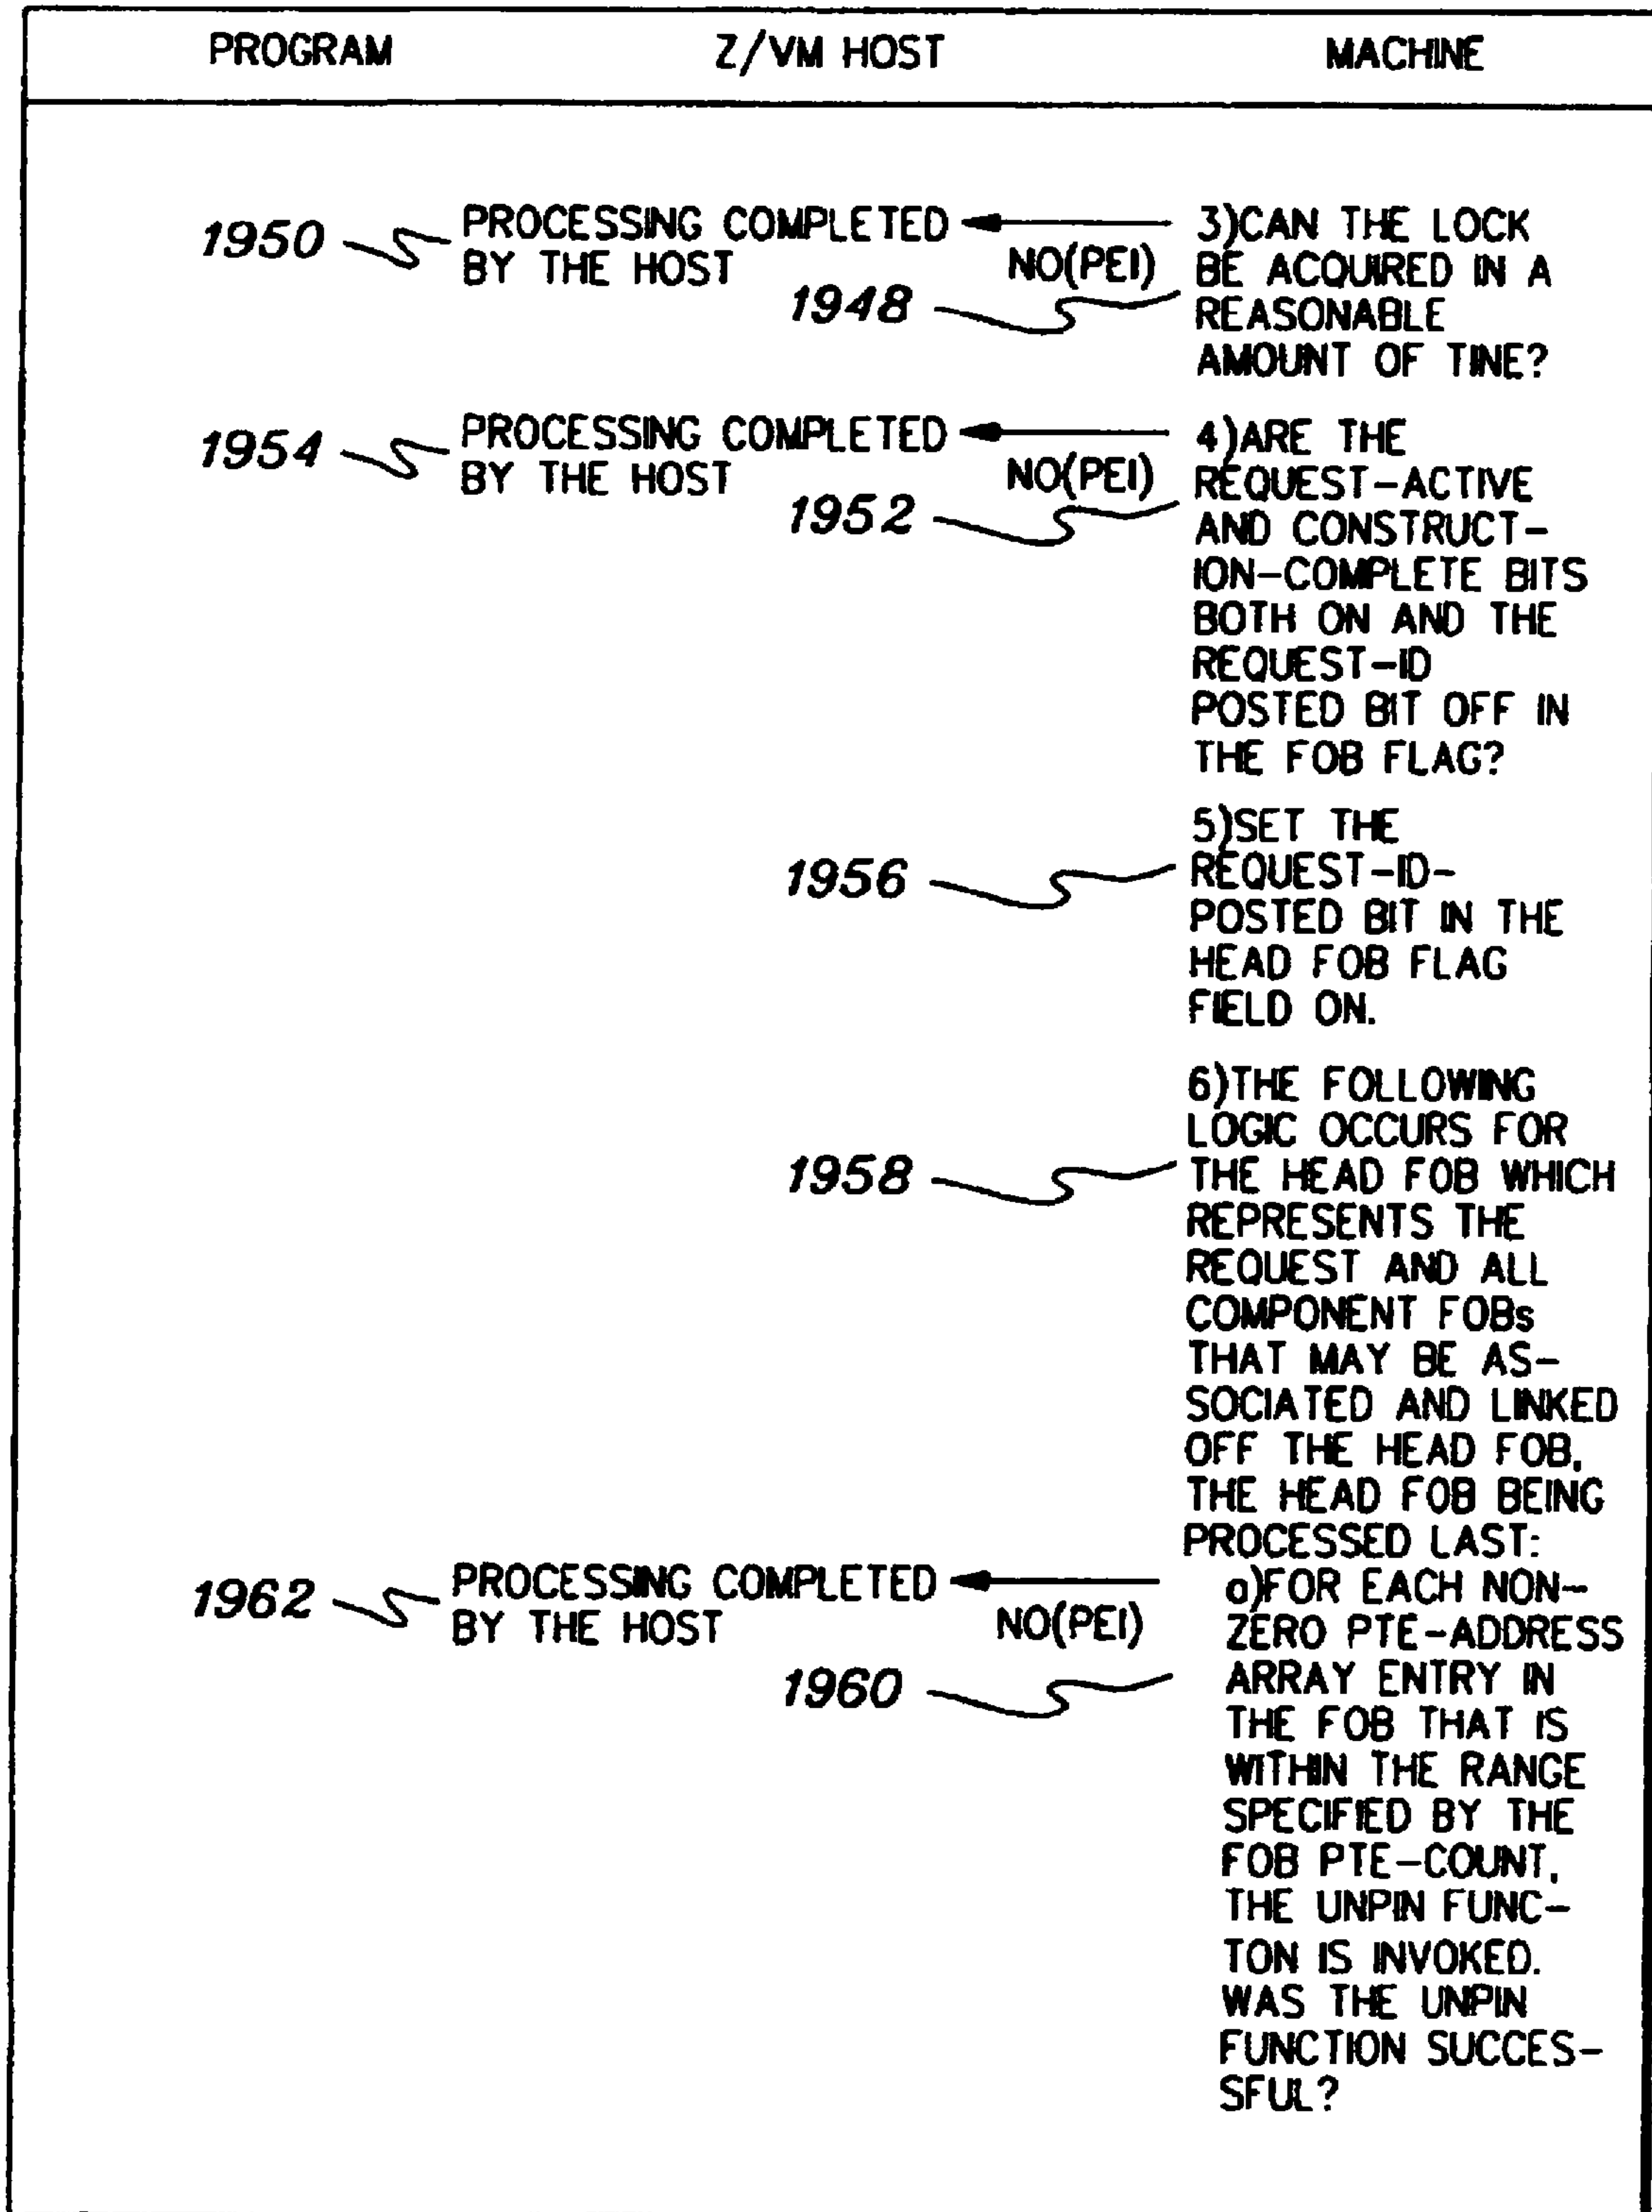 PROGRAM Z/VM HOST MACHINE
1950 PROCESSING COMPLETED
BY THE HOST
NO(PEI)
1948
3)CAN THE LOCK
BE ACQUIRED IN A
REASONABLE
AMOUNT OF TINE?
1954 PROCESSING COMPLETED
BY THE HOST
NO(PEI)
1952
4)ARE THE
REQUEST-ACTIVE
AND CONSTRUCT-
ION-COMPLETE BITS
BOTH ON AND THE
REQUEST-ID
POSTED BIT OFF IN
THE FOB FLAG?
1956
5)SET THE
REQUEST-ID-
POSTED BIT IN THE
HEAD FOB FLAG
FIELD ON.
1958
6)THE FOLLOWING
LOGIC OCCURS FOR
THE HEAD FOB WHICH
REPRESENTS THE
REQUEST AND ALL
COMPONENT FOBs
THAT MAY BE AS-
SOCIATED AND LINKED
OFF THE HEAD FOB,
THE HEAD FOB BEING
PROCESSED LAST:
1962 PROCESSING COMPLETED
BY THE HOST
NO(PEI)
1960
a)FOR EACH NON-
ZERO PTE-ADDRESS
ARRAY ENTRY IN
THE FOB THAT IS
WITHIN THE RANGE
SPECIFIED BY THE
FOB PTE-COUNT,
THE UNPIN FUNC-
TON IS INVOKED.
WAS THE UNPIN
FUNCTION SUCCES-
SFUL?